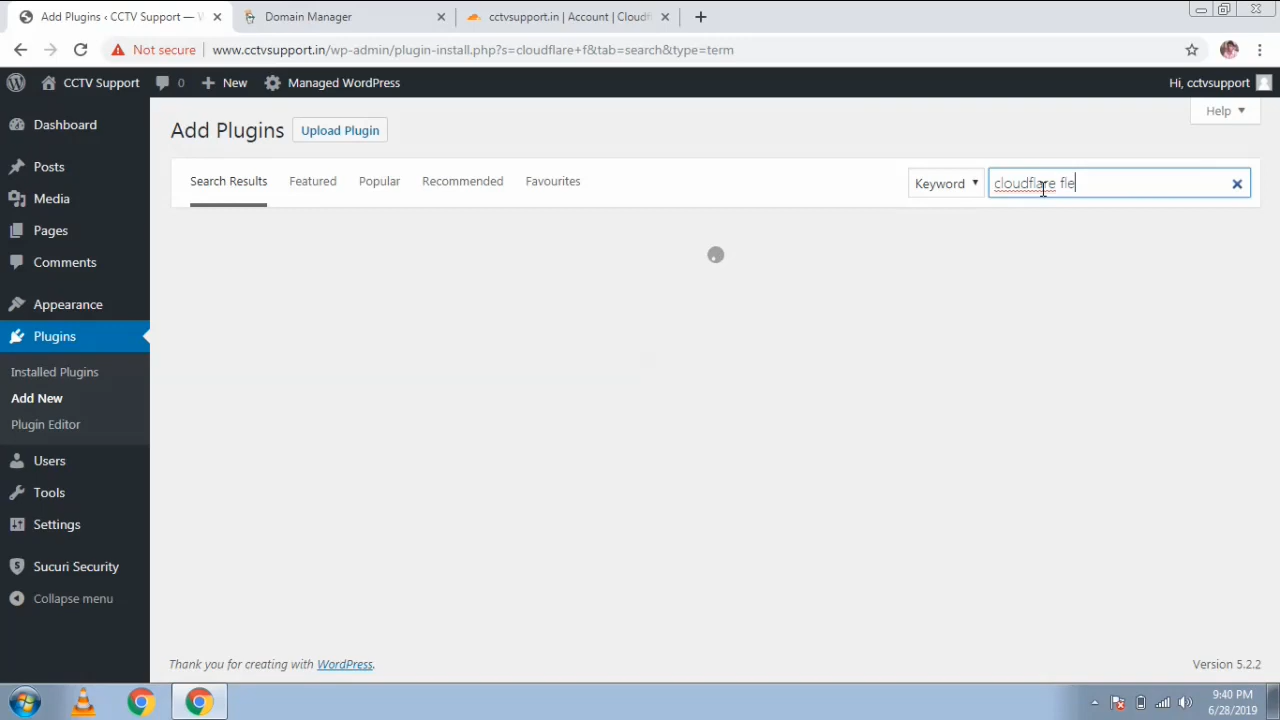 Add Plugins ‹ CCTV Support — W
Domain Manager
cctvsupport.in | Account | Cloudf
Not secure
www.cctvsupport.in/wp-admin/plugin-install.php?s=cloudflare+f&tab=search&type=term
CCTV Support
0
New
Managed WordPress
Hi, cctvsupport
Help
Dashboard
Posts
Media
Pages
Comments
Appearance
Plugins
Installed Plugins
Add New
Plugin Editor
Users
Tools
Settings
Sucuri Security
Collapse menu
Add Plugins
Upload Plugin
Search Results
Featured
Popular
Recommended
Favourites
Keyword
cloudflare fle
Thank you for creating with WordPress.
Version 5.2.2
9:40 PM
6/28/2019